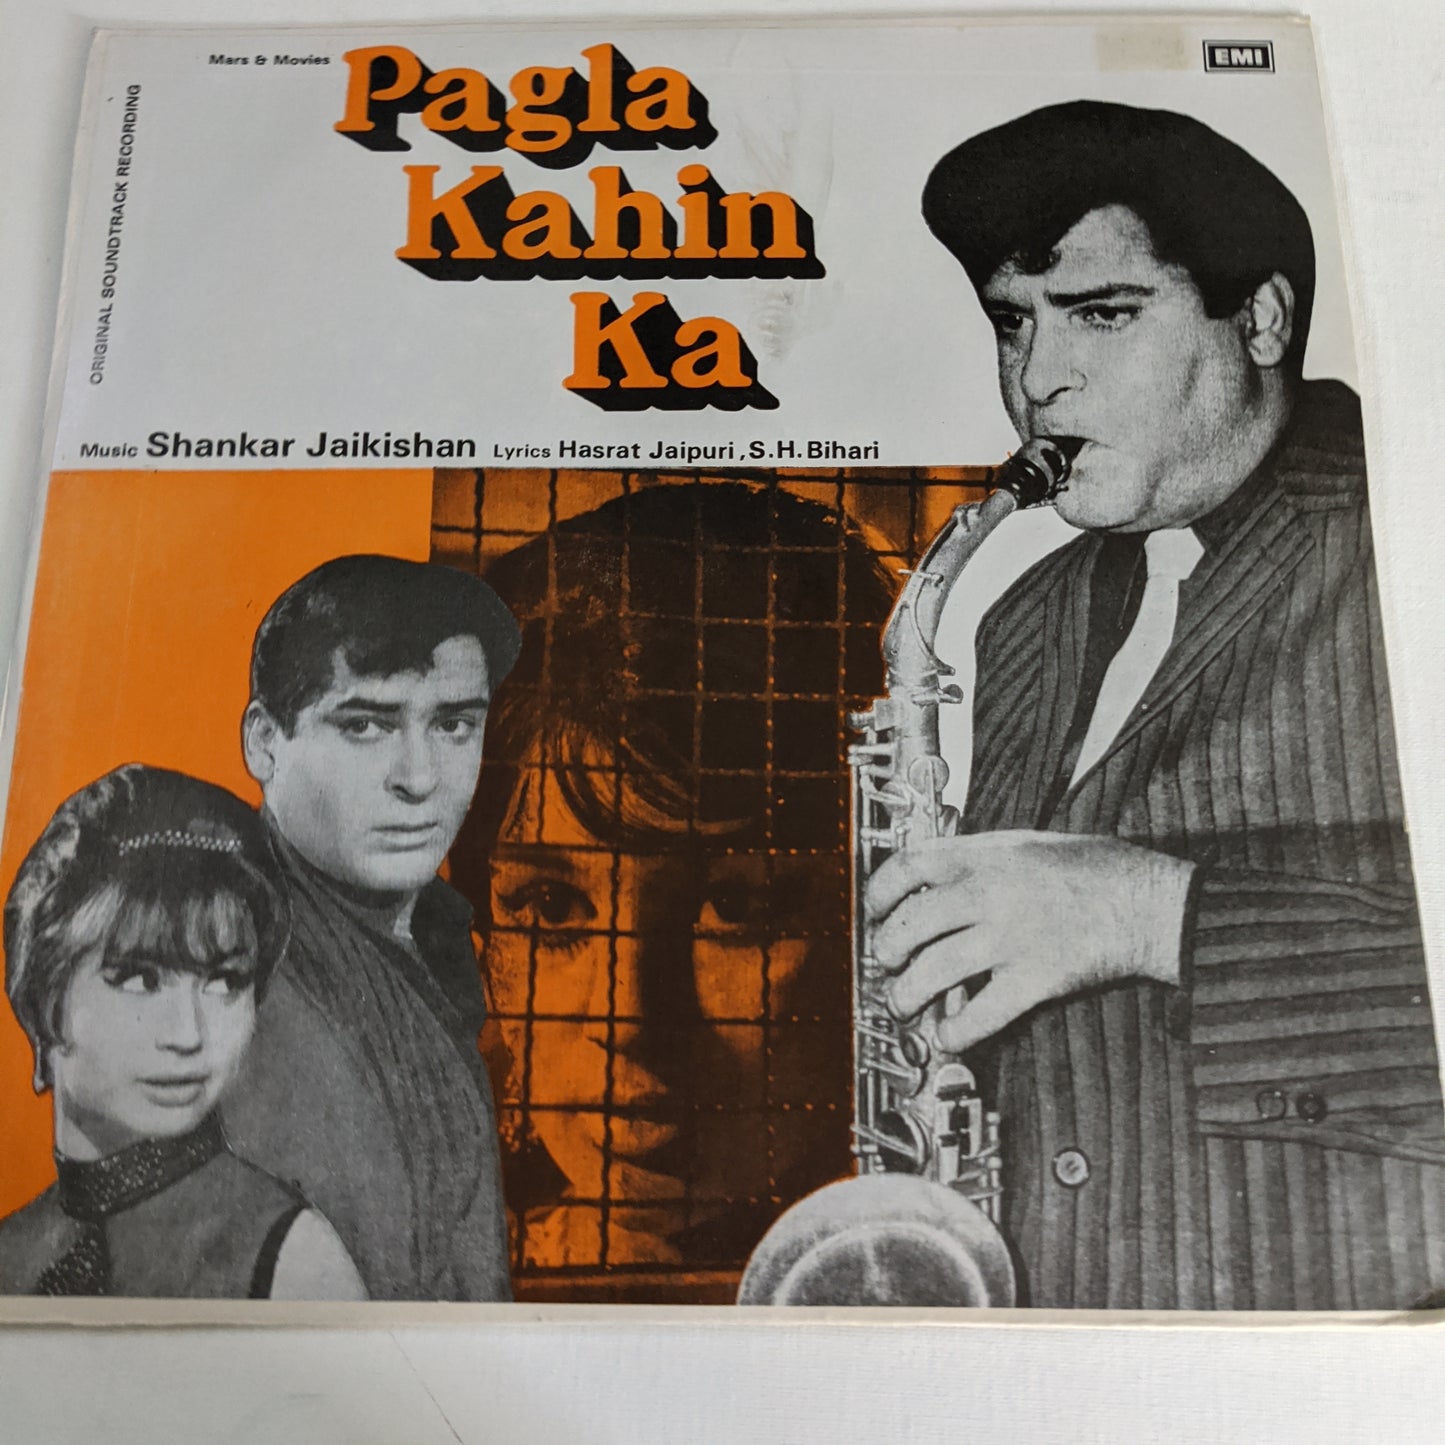 Mars & Movies
Pagla
Kahin
Ka
EMI
ORIGINAL SOUNDTRACK RECORDING
Music Shankar Jaikishan Lyrics Hasrat Jaipuri, S.H. Bihari